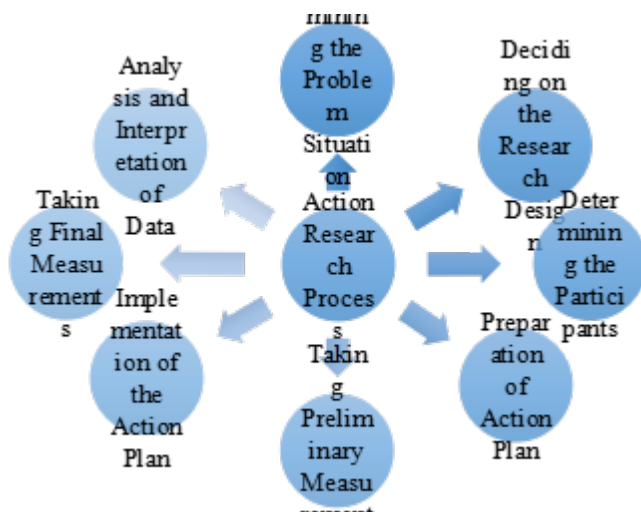 mining
g the
Proble
m
Situati
on
Decidi
ng on
the
Resear
ch
Desig
n
Deter
minin
g the
Partici
pants
Prepar
ation
of
Action
Plan
Takin
g
Prelim
inary
Measu
Imple
mentat
ion of
the
Action
Plan
Takin
g Final
Measu
rement
s
Analy
sis and
Interpr
etation
of
Data
Action
Resear
ch
Proces
s